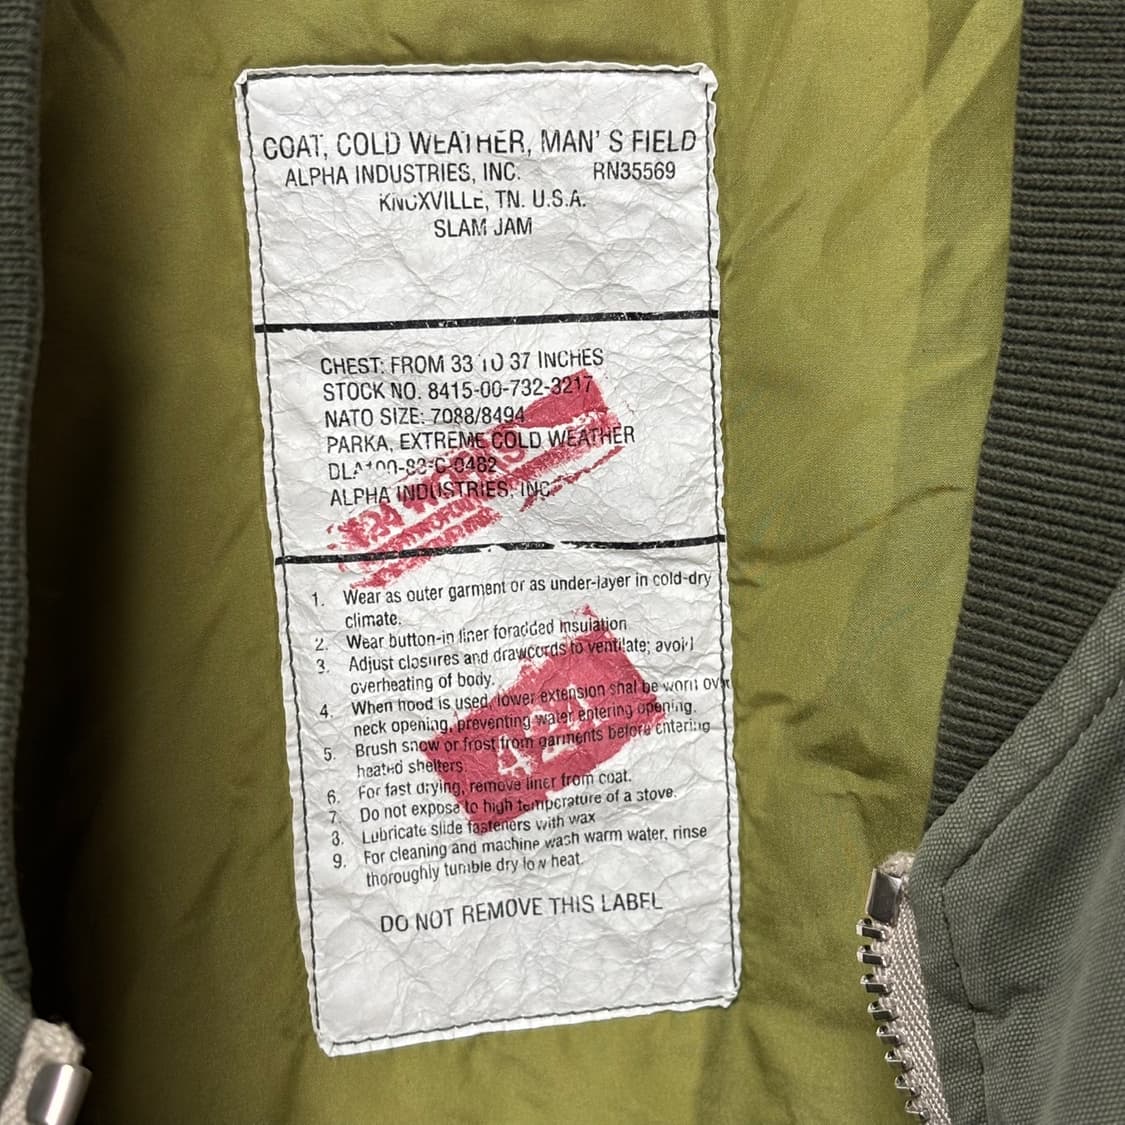 COAT, COLD WEATHER, MAN'S FIELD
ALPHA INDUSTRIES, INC. RN35569
KNOXVILLE, TN. U.S.A.
SLAM JAM
CHEST: FROM 33 TO 37 INCHES
STOCK NO. 8415-00-732-3217
NATO SIZE: 7088/8494
PARKA, EXTREME COLD WEATHER
DLA100-83-C-0482
ALPHA INDUSTRIES, INC
1. Wear as outer garment or as under-layer in cold-dry
climate.
2. Wear button-in liner foradded insulation
3. Adjust closures and drawcords to ventilate; avoid
overheating of body.
4. When hood is used, lower extension shal be worn over
neck opening, preventing water entering opening.
5. Brush snow or frost from garments before entering
heated shelters
6. For fast drying, remove liner from coat.
7. Do not expose to high temperature of a stove.
8. Lubricate slide fasteners with wax
9. For cleaning and machine wash warm water, rinse
thoroughly tumble dry low heat.
424
DO NOT REMOVE THIS LABEL